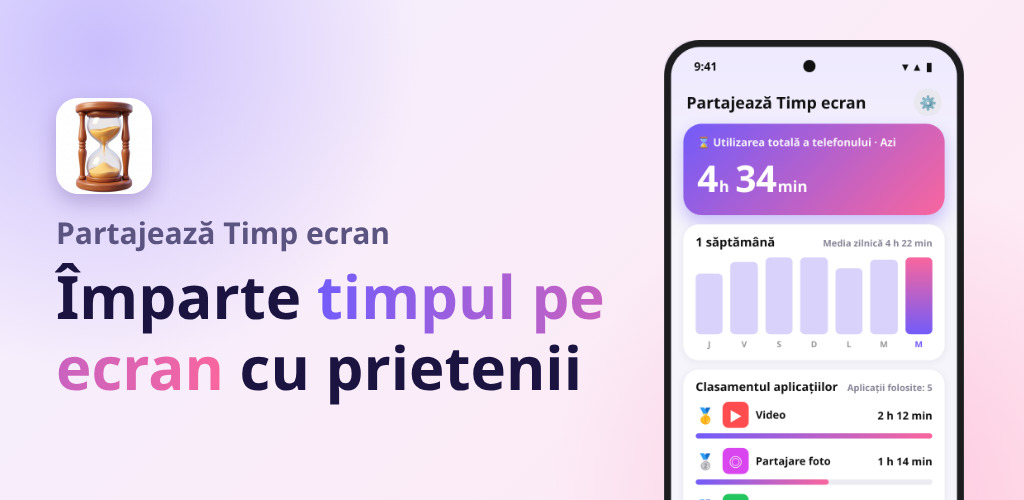 Partajează Timp ecran
Împarte timpul pe
ecran cu prietenii
9:41
Partajează Timp ecran
Utilizarea totală a telefonului · Azi
4h 34min
1 săptămână
Media zilnică 4 h 22 min
J V S D L M M
Clasamentul aplicațiilor
Aplicații folosite: 5
Video
2 h 12 min
Partajare foto
1 h 14 min